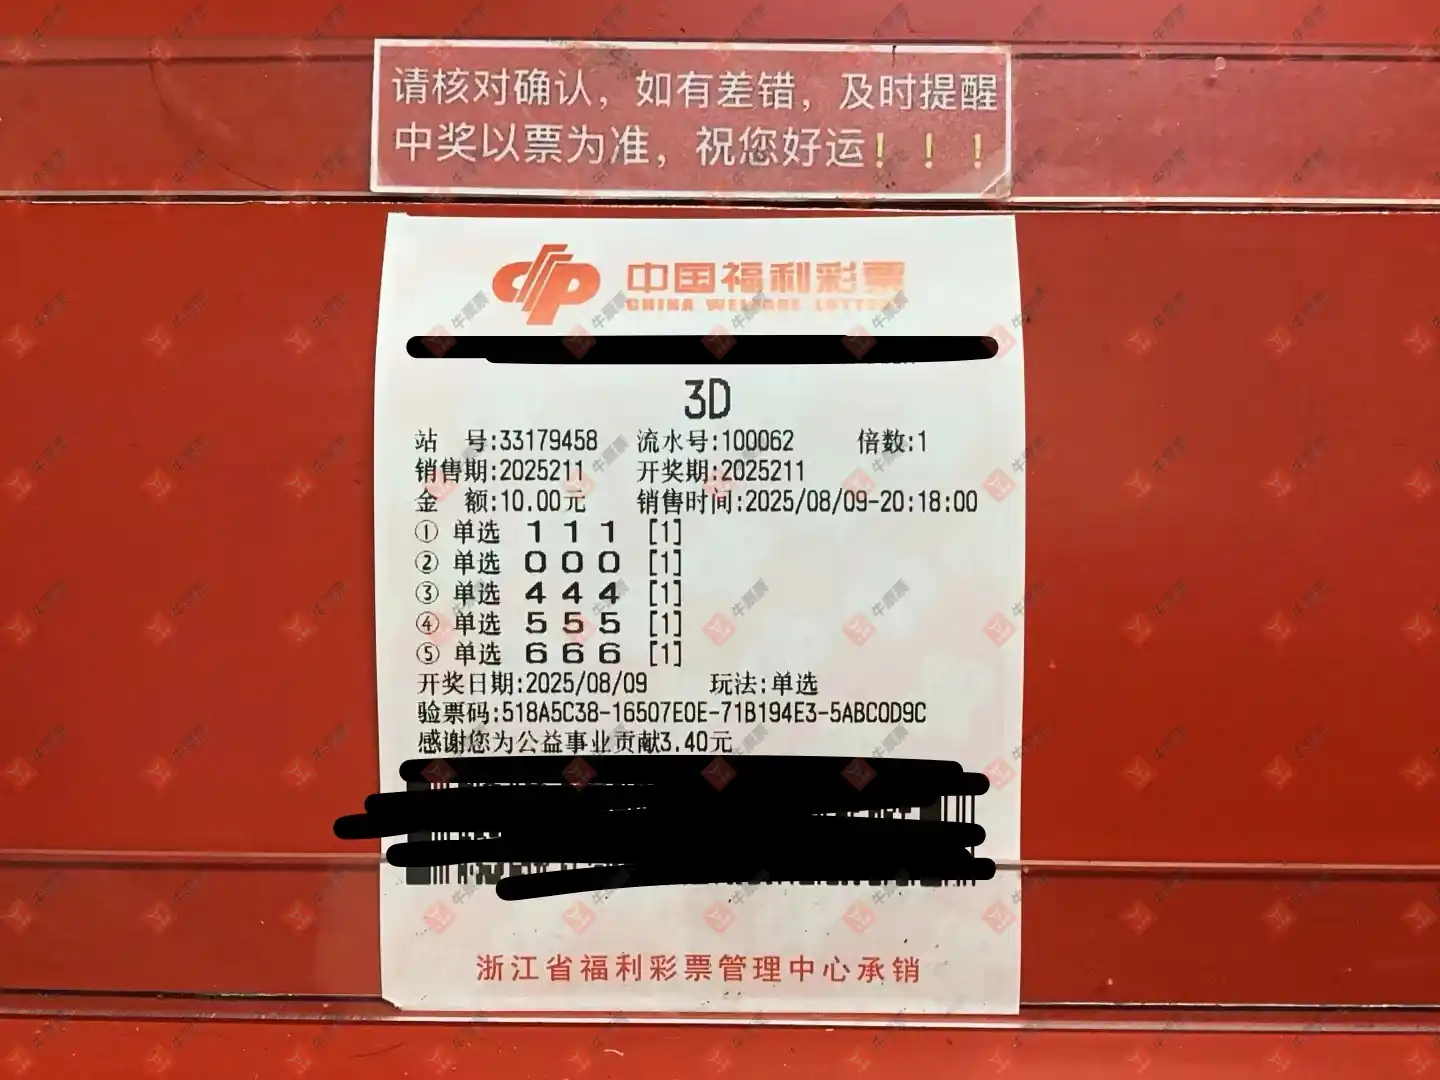 请核对确认，如有差错，及时提醒
中奖以票为准，祝您好运！！！
中国福利彩票
CHINA WELFARE LOTTERY
3D
站 号:33179458 流水号:100062 倍数:1
销售期:2025211 开奖期:2025211
金 额:10.00元 销售时间:2025/08/09-20:18:00
① 单选 1 1 1 [1]
② 单选 0 0 0 [1]
③ 单选 4 4 4 [1]
④ 单选 5 5 5 [1]
⑤ 单选 6 6 6 [1]
开奖日期:2025/08/09 玩法:单选
验票码:518A5C38-16507E0E-71B194E3-5ABC0D9C
感谢您为公益事业贡献3.40元
浙江省福利彩票管理中心承销